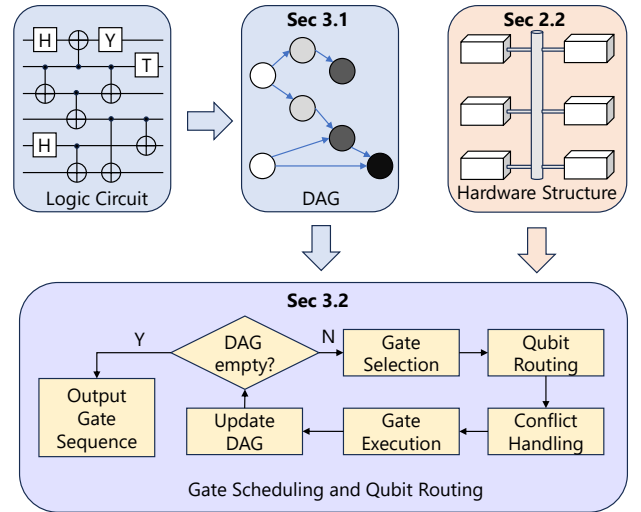 Sec 3.1
Sec 2.2
H
Y
T
H
Logic Circuit
DAG
Hardware Structure
Sec 3.2
Y
DAG
empty?
N
Gate
Selection
Qubit
Routing
Output
Gate
Sequence
Update
DAG
Gate
Execution
Conflict
Handling
Gate Scheduling and Qubit Routing